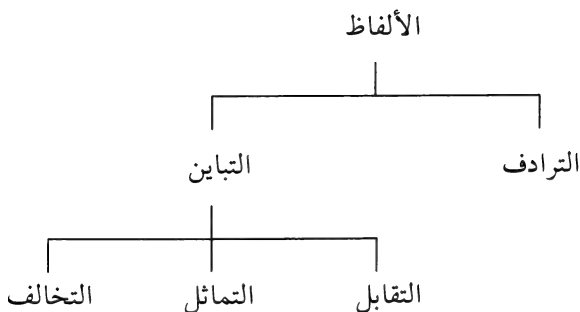 الألفاظ
الترادف التباين
التقابل التماثل التخالف